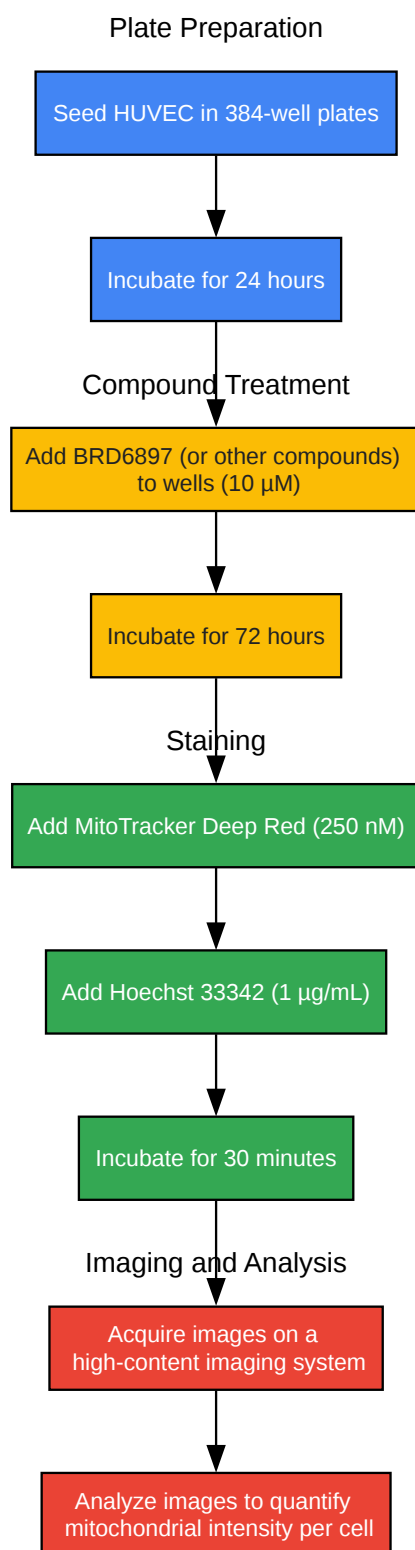 Plate Preparation
Seed HUVEC in 384-well plates
Incubate for 24 hours
Compound Treatment
Add BRD6897 (or other compounds)
to wells (10 µM)
Incubate for 72 hours
Staining
Add MitoTracker Deep Red (250 nM)
Add Hoechst 33342 (1 µg/mL)
Incubate for 30 minutes
Imaging and Analysis
Acquire images on a
high-content imaging system
Analyze images to quantify
mitochondrial intensity per cell